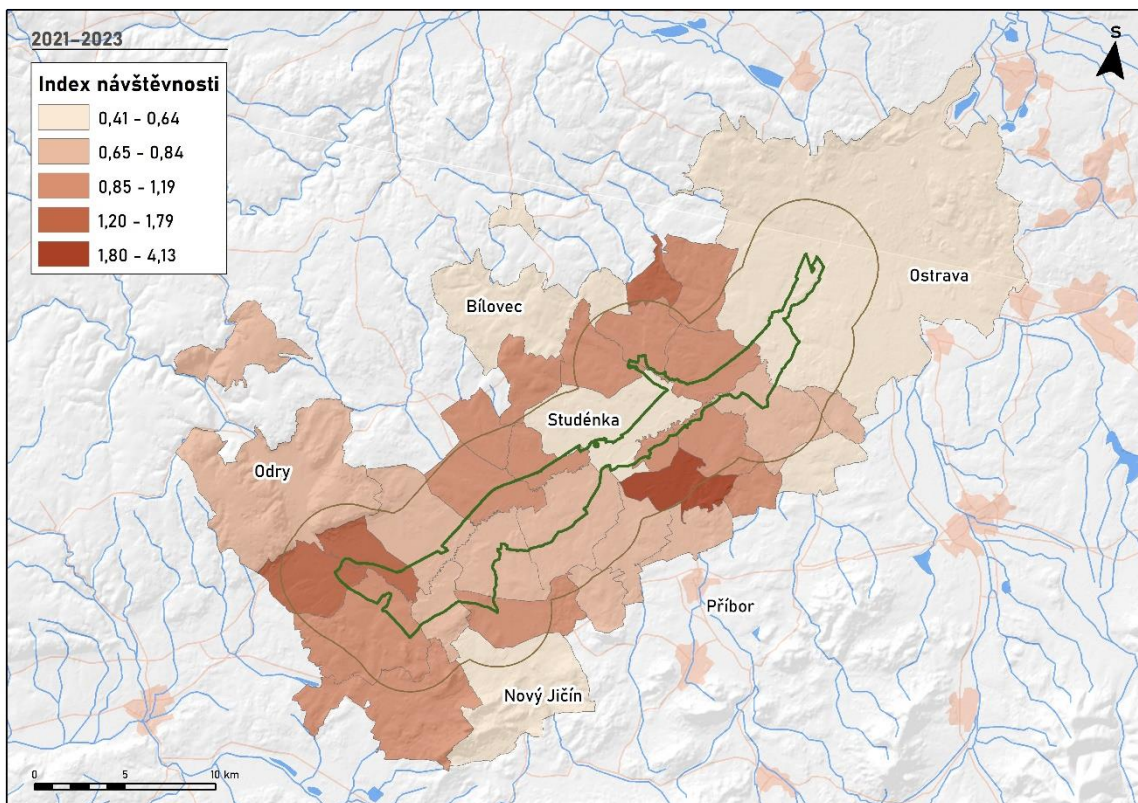 2021–2023
Index návštěvnosti
0,41 – 0,64
0,65 – 0,84
0,85 – 1,19
1,20 – 1,79
1,80 – 4,13
S
Ostrava
Bílovec
Studénka
Odry
Příbor
Nový Jičín
0 5 10 km